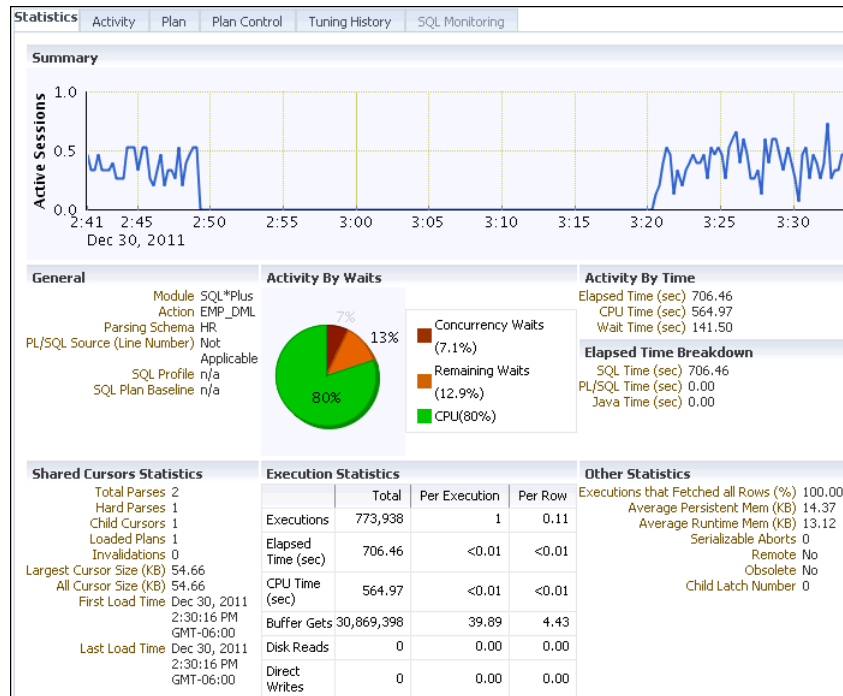 Statistics Activity Plan Plan Control Tuning History SQL Monitoring
Summary
Active Sessions
1.0
0.5
0.0
2:41 2:45 2:50 2:55 3:00 3:05 3:10 3:15 3:20 3:25 3:30
Dec 30, 2011
General
Module SQL*Plus
Action EMP_DML
Parsing Schema HR
PL/SQL Source (Line Number) Not
Applicable
SQL Profile n/a
SQL Plan Baseline n/a
Activity By Waits
7%
13%
80%
Concurrency Waits
(7.1%)
Remaining Waits
(12.9%)
CPU(80%)
Activity By Time
Elapsed Time (sec) 706.46
CPU Time (sec) 564.97
Wait Time (sec) 141.50
Elapsed Time Breakdown
SQL Time (sec) 706.46
PL/SQL Time (sec) 0.00
Java Time (sec) 0.00
Shared Cursors Statistics
Total Parses 2
Hard Parses 1
Child Cursors 1
Loaded Plans 1
Invalidations 0
Largest Cursor Size (KB) 54.66
All Cursor Size (KB) 54.66
First Load Time Dec 30, 2011
2:30:16 PM
GMT-06:00
Last Load Time Dec 30, 2011
2:30:16 PM
GMT-06:00
Execution Statistics
Total Per Execution Per Row
Executions 773,938 1 0.11
Elapsed
Time (sec) 706.46 <0.01 <0.01
CPU Time
(sec) 564.97 <0.01 <0.01
Buffer Gets 30,869,398 39.89 4.43
Disk Reads 0 0.00 0.00
Direct
Writes 0 0.00 0.00
Other Statistics
Executions that Fetched all Rows (%) 100.00
Average Persistent Mem (KB) 14.37
Average Runtime Mem (KB) 13.12
Serializable Aborts 0
Remote No
Obsolete No
Child Latch Number 0